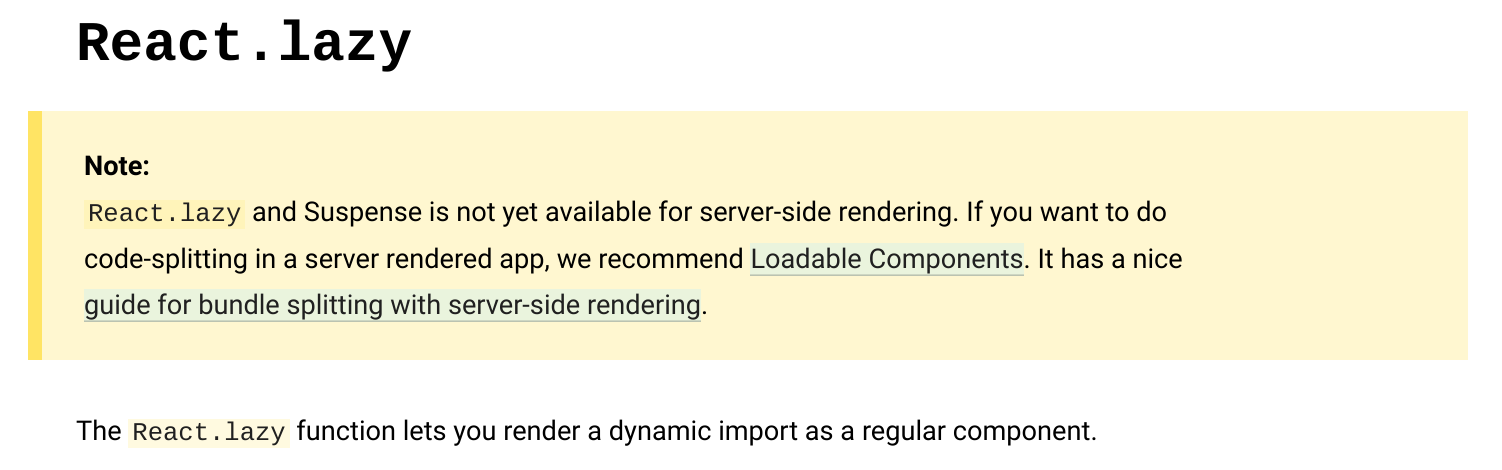 React.lazy
Note:
React.lazy and Suspense is not yet available for server-side rendering. If you want to do
code-splitting in a server rendered app, we recommend Loadable Components. It has a nice
guide for bundle splitting with server-side rendering.
The React.lazy function lets you render a dynamic import as a regular component.